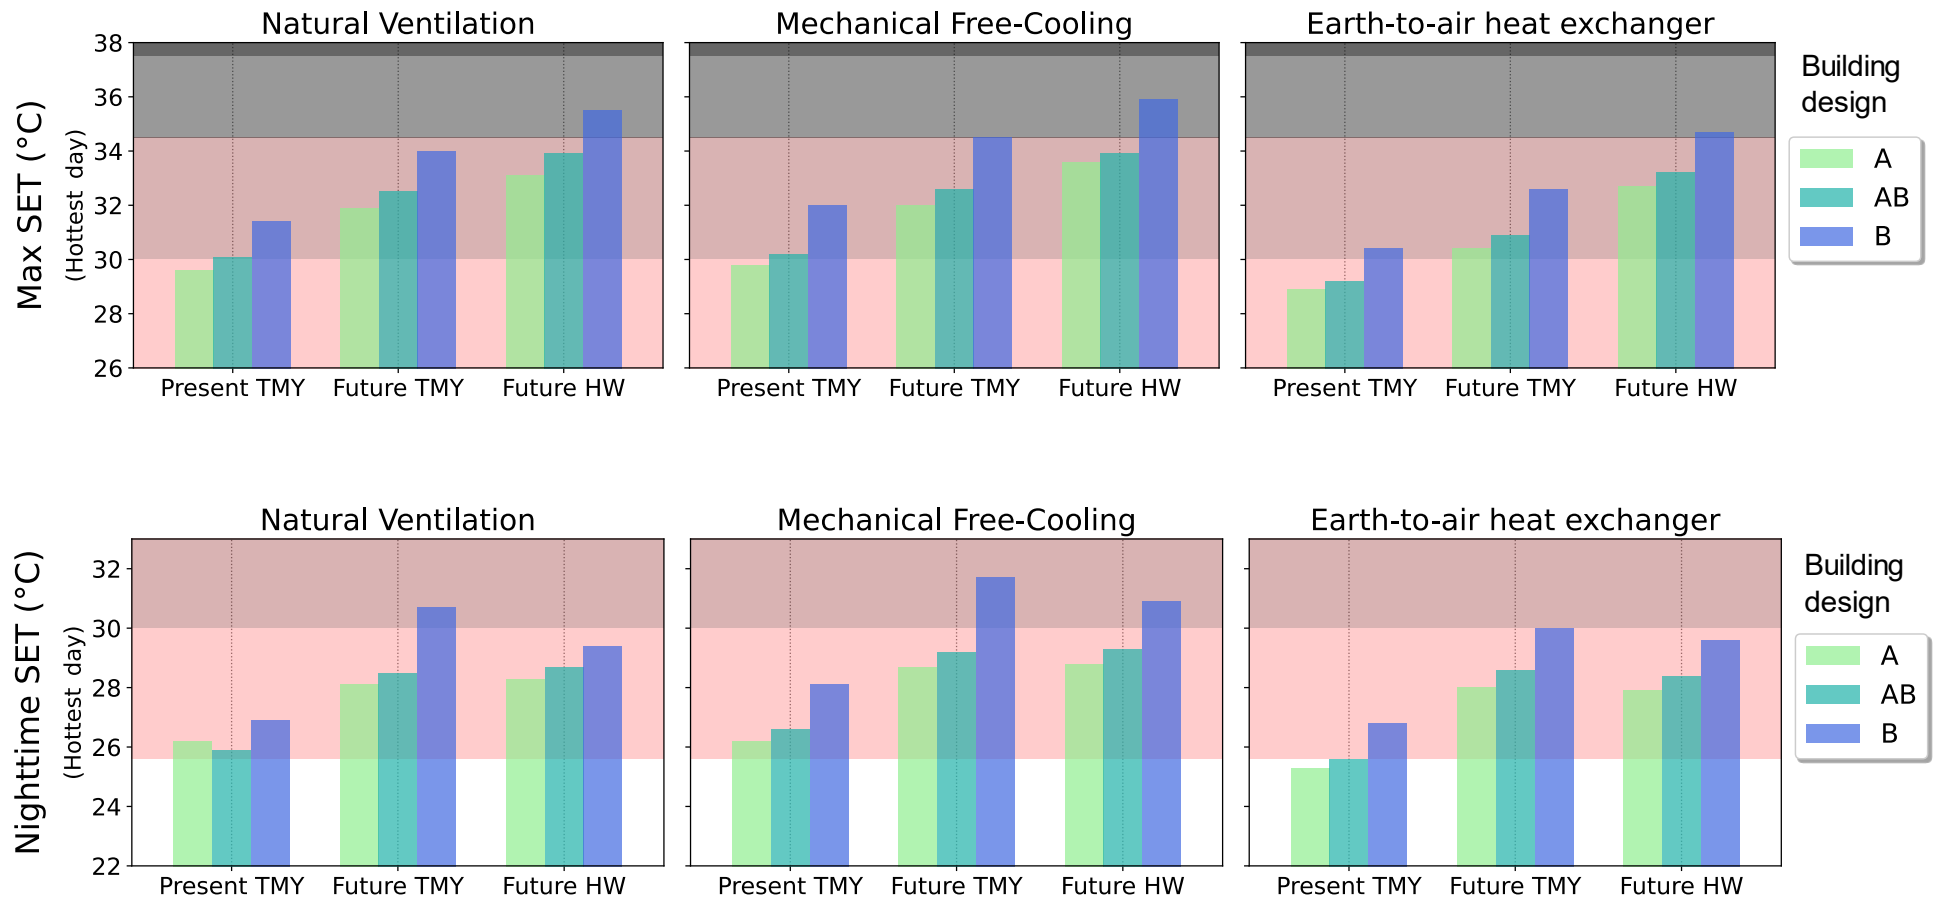 Natural Ventilation
Mechanical Free-Cooling
Earth-to-air heat exchanger
Max SET (°C)
(Hottest day)
38
36
34
32
30
28
26
Present TMY
Future TMY
Future HW
Present TMY
Future TMY
Future HW
Present TMY
Future TMY
Future HW
Building
design
A
AB
B
Natural Ventilation
Mechanical Free-Cooling
Earth-to-air heat exchanger
Nighttime SET (°C)
(Hottest day)
32
30
28
26
24
22
Present TMY
Future TMY
Future HW
Present TMY
Future TMY
Future HW
Present TMY
Future TMY
Future HW
Building
design
A
AB
B